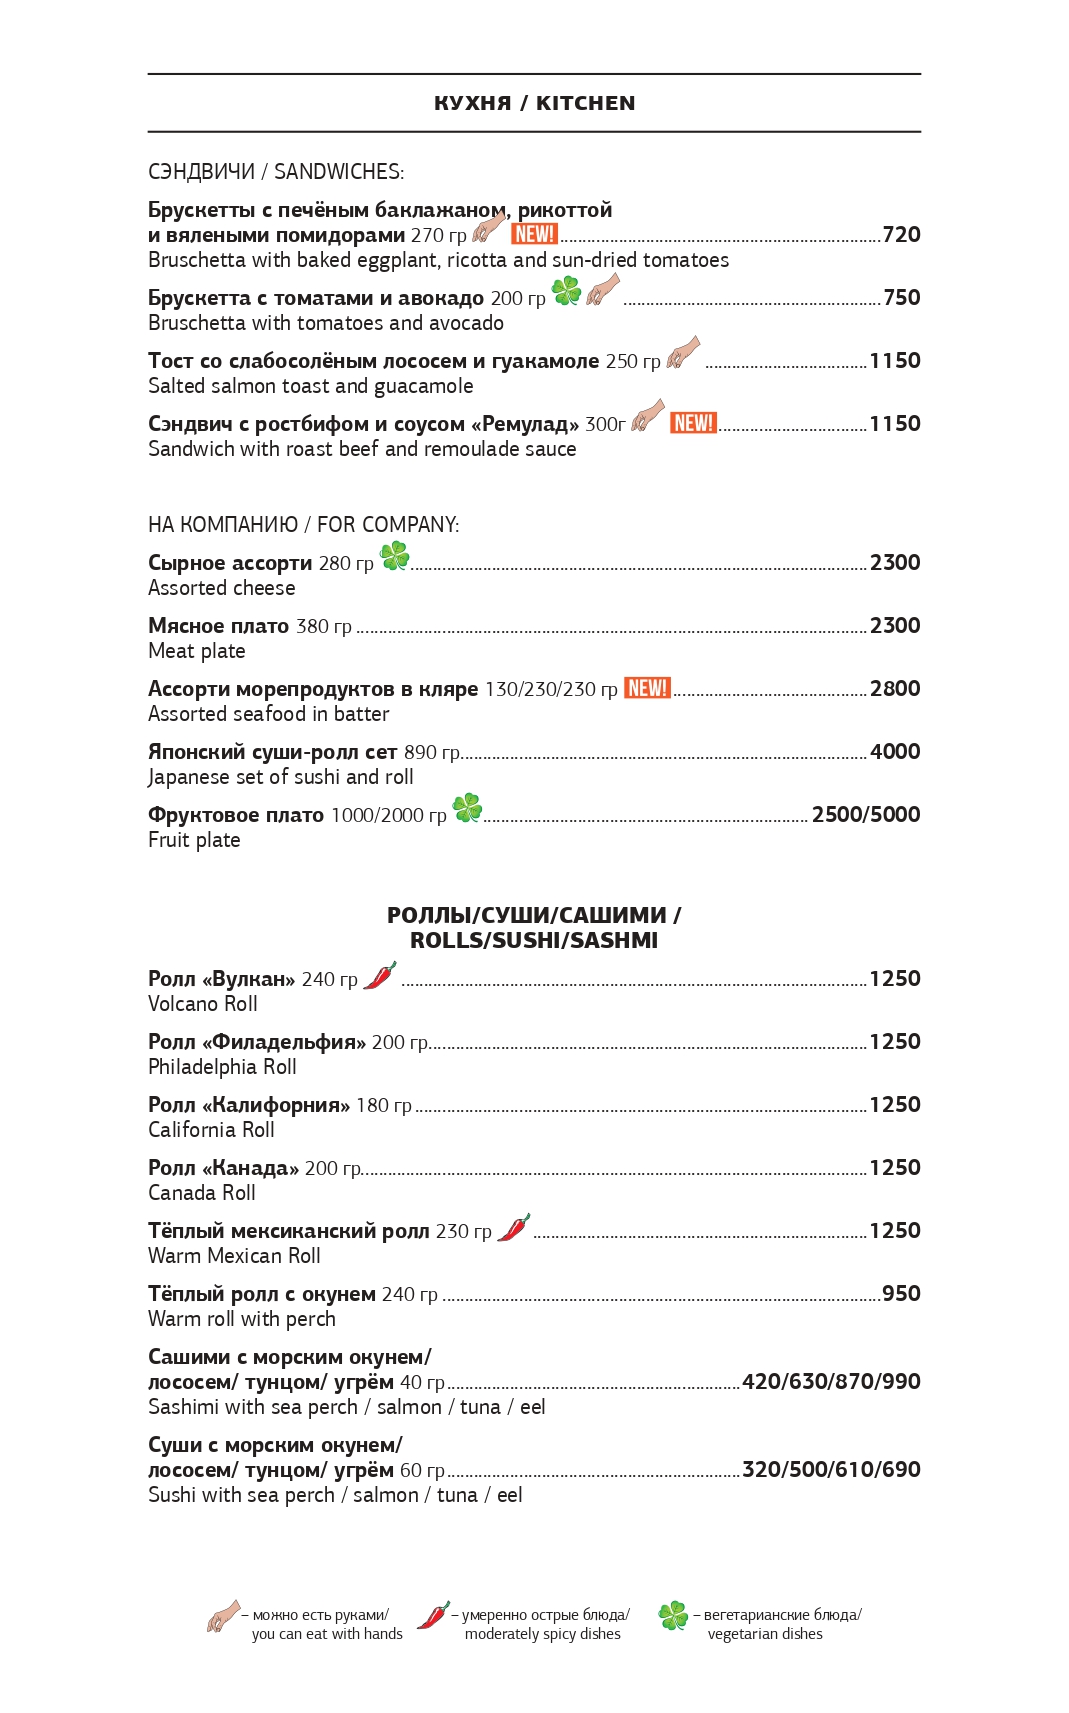 КУХНЯ / KITCHEN
СЭНДВИЧИ / SANDWICHES:
Брускетты с печёным баклажаном, рикоттой
и вялеными помидорами 270 гр NEW!........................................720
Bruschetta with baked eggplant, ricotta and sun-dried tomatoes
Брускетта с томатами и авокадо 200 гр ........................................750
Bruschetta with tomatoes and avocado
Тост со слабосолёным лососем и гуакамоле 250 гр ........................................1150
Salted salmon toast and guacamole
Сэндвич с ростбифом и соусом «Ремулад» 300г NEW!........................................1150
Sandwich with roast beef and remoulade sauce
НА КОМПАНИЮ / FOR COMPANY:
Сырное ассорти 280 гр ........................................2300
Assorted cheese
Мясное плато 380 гр ........................................2300
Meat plate
Ассорти морепродуктов в кляре 130/230/230 гр NEW!........................................2800
Assorted seafood in batter
Японский суши-ролл сет 890 гр........................................4000
Japanese set of sushi and roll
Фруктовое плато 1000/2000 гр ........................................2500/5000
Fruit plate
РОЛЛЫ/СУШИ/САШИМИ /
ROLLS/SUSHI/SASHMI
Ролл «Вулкан» 240 гр ........................................1250
Volcano Roll
Ролл «Филадельфия» 200 гр........................................1250
Philadelphia Roll
Ролл «Калифорния» 180 гр ........................................1250
California Roll
Ролл «Канада» 200 гр........................................1250
Canada Roll
Тёплый мексиканский ролл 230 гр ........................................1250
Warm Mexican Roll
Тёплый ролл с окунем 240 гр ........................................950
Warm roll with perch
Сашими с морским окунем/
лососем/ тунцом/ угрём 40 гр........................................420/630/870/990
Sashimi with sea perch / salmon / tuna / eel
Суши с морским окунем/
лососем/ тунцом/ угрём 60 гр........................................320/500/610/690
Sushi with sea perch / salmon / tuna / eel
– можно есть руками/
you can eat with hands
– умеренно острые блюда/
moderately spicy dishes
– вегетарианские блюда/
vegetarian dishes